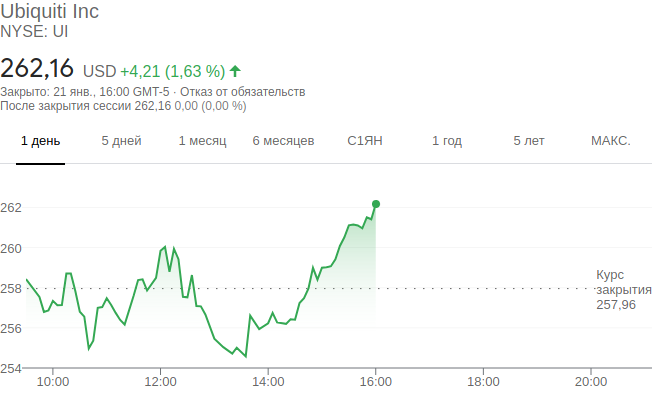 Ubiquiti Inc
NYSE: UI
262,16 USD +4,21 (1,63 %)
Закрыто: 21 янв., 16:00 GMT-5 · Отказ от обязательств
После закрытия сессии 262,16 0,00 (0,00 %)
1 день 5 дней 1 месяц 6 месяцев С1ЯН 1 год 5 лет МАКС.
262
260
258
256
254
Курс
закрытия
257,96
10:00 12:00 14:00 16:00 18:00 20:00